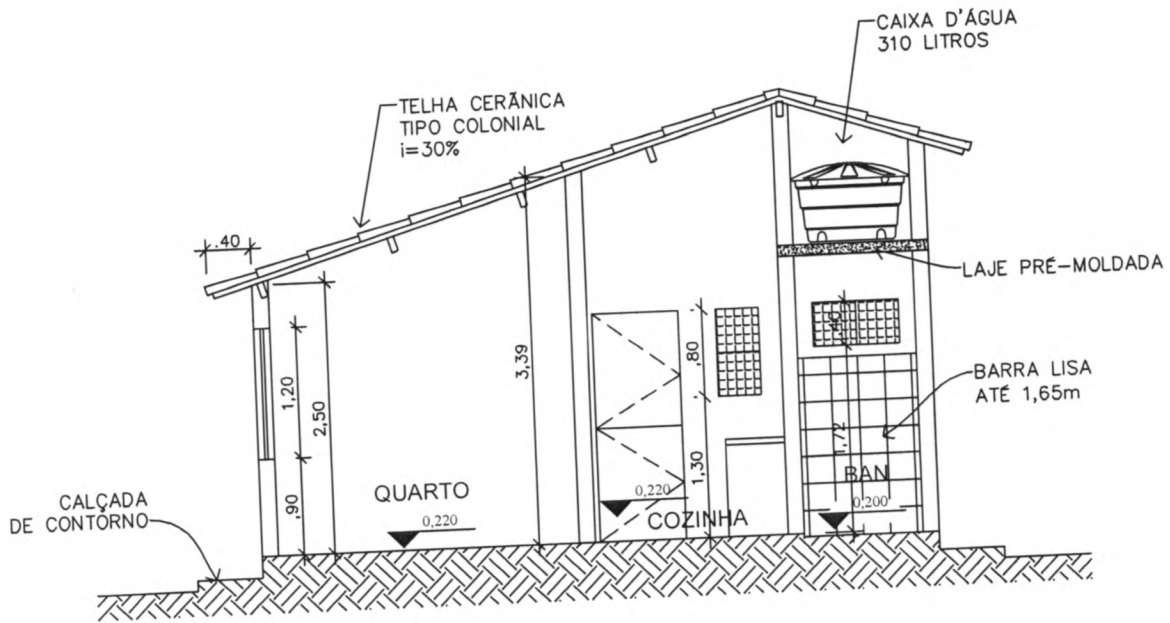 CAIXA D'ÁGUA
310 LITROS
TELHA CERÃNICA
TIPO COLONIAL
i=30%
.40
LAJE PRÉ-MOLDADA
.40
,80
3,39
1,20
2,50
BARRA LISA
ATÉ 1,65m
1,72
1,30
,90
QUARTO
0,220
0,220
COZINHA
BAN
0,200
CALÇADA
DE CONTORNO